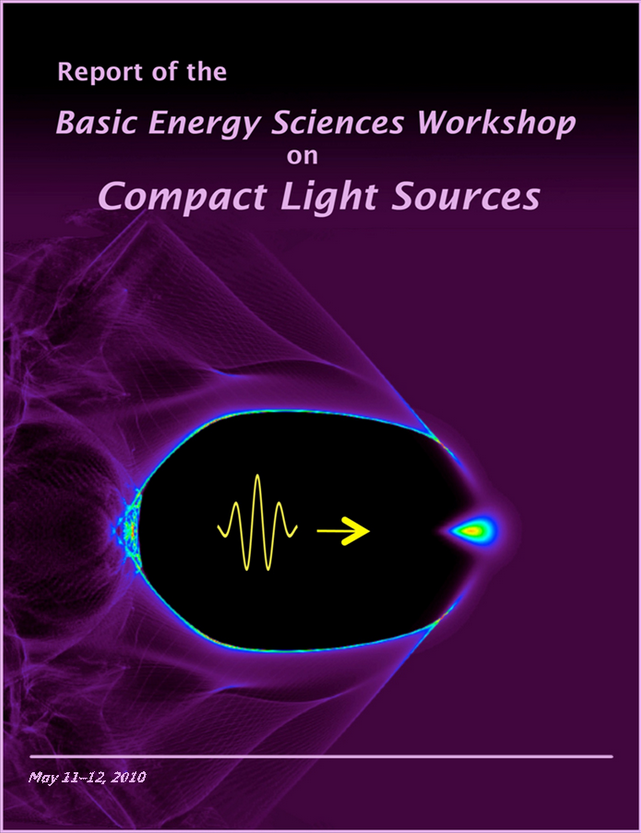 Report of the
Basic Energy Sciences Workshop
on
Compact Light Sources
May 11–12, 2010